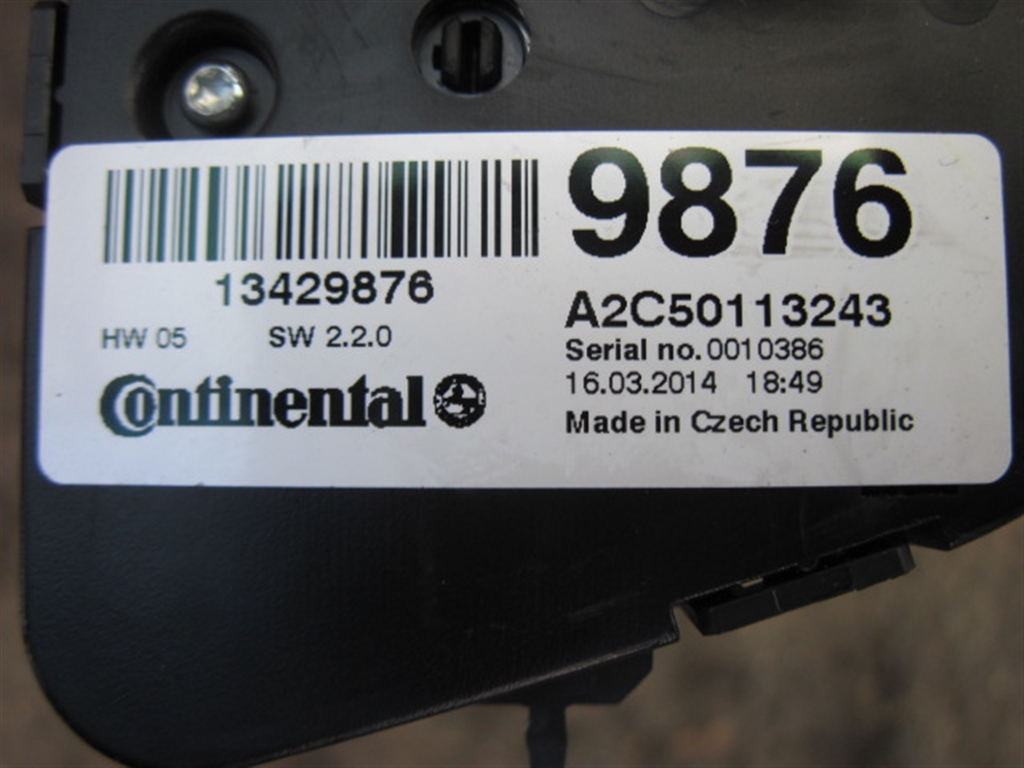 13429876
HW 05 SW 2.2.0
Continental
9876
A2C50113243
Serial no.0010386
16.03.2014 18:49
Made in Czech Republic